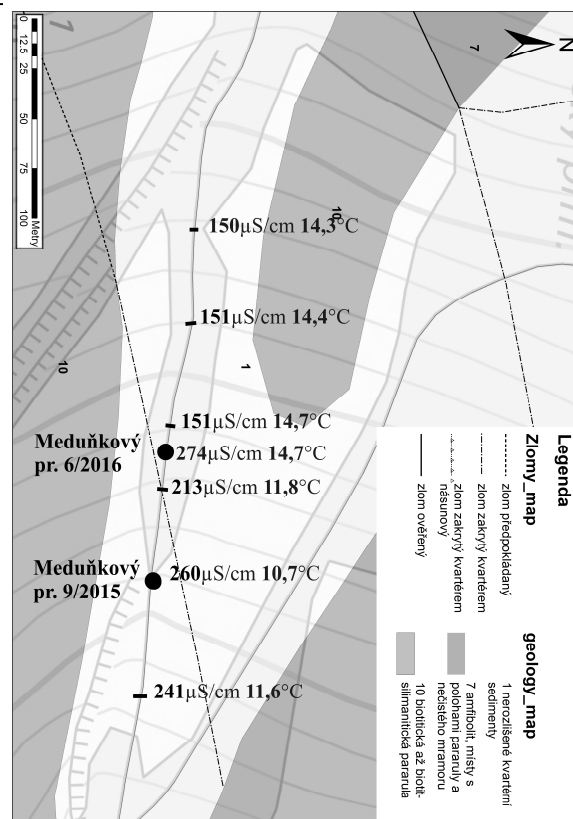 0
12.5
25
50
75
100
Metry
1
7
N
10
150µS/cm 14,3°C
151µS/cm 14,4°C
1
10
151µS/cm 14,7°C
Meduňkový
pr. 6/2016
274µS/cm 14,7°C
213µS/cm 11,8°C
Meduňkový
pr. 9/2015
260µS/cm 10,7°C
241µS/cm 11,6°C
Legenda
Zlomy_map
zlom předpokládaný
zlom zakrytý kvartérem
zlom zakrytý kvartérem
násunový
zlom ověřený
geology_map
1 nerozlišené kvartérní
sedimenty
7 amfibolit, místy s
polohami pararuly a
nečistého mramoru
10 biotitická až bioti-
silimanitická pararula